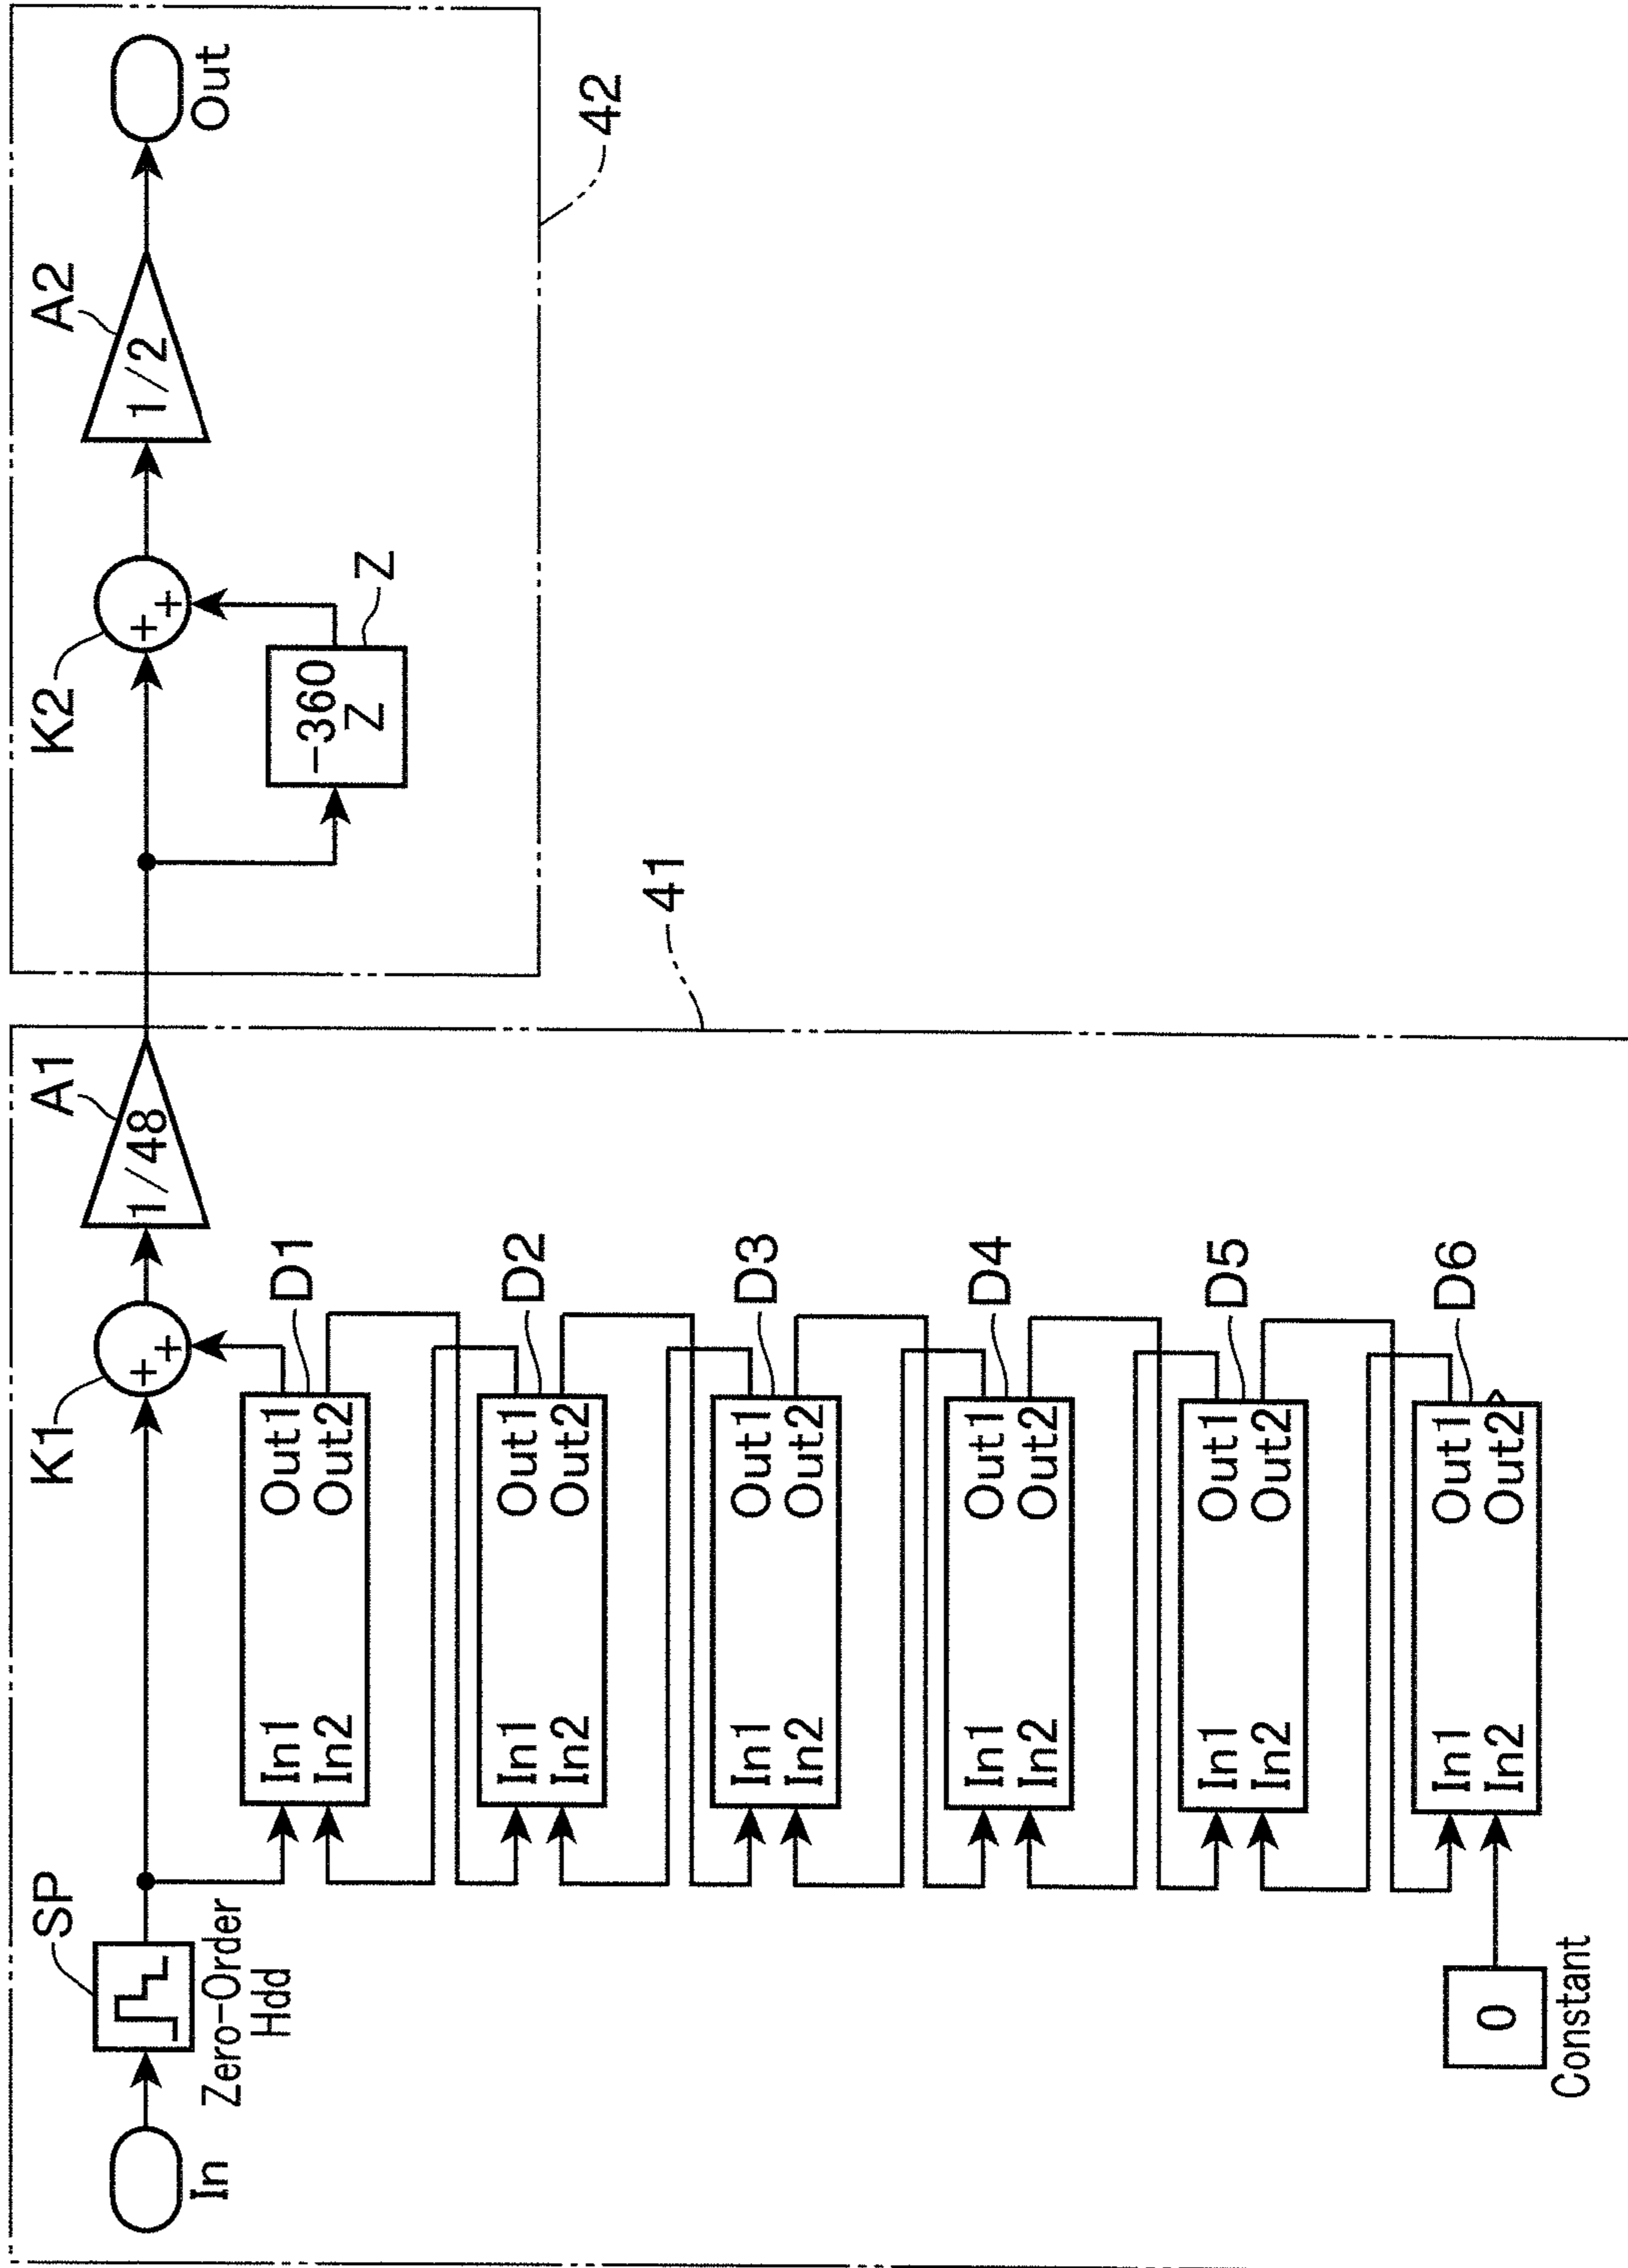 In
SP
Zero-Order
Hdd
K1
+
+
A1
1/48
K2
+
+
-360
Z
Z
A2
1/2
Out
42
41
In1 Out1
In2 Out2
D1
In1 Out1
In2 Out2
D2
In1 Out1
In2 Out2
D3
In1 Out1
In2 Out2
D4
In1 Out1
In2 Out2
D5
In1 Out1
In2 Out2
D6
0
Constant